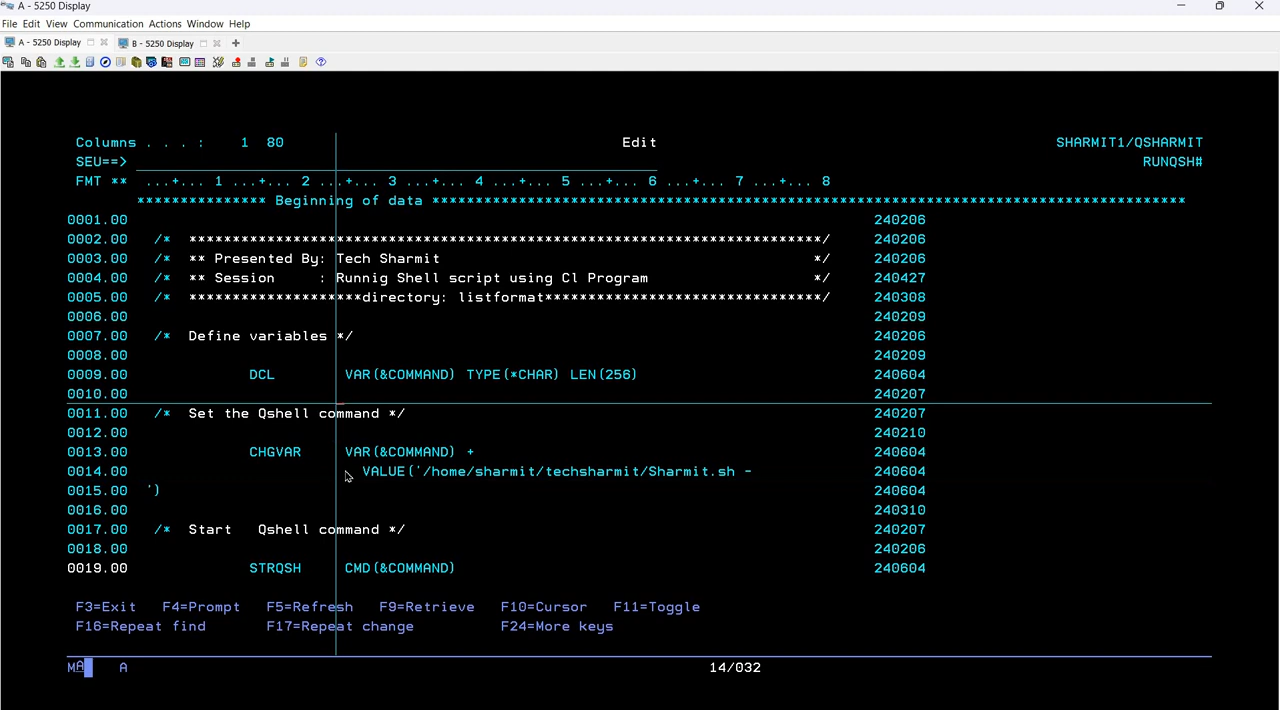 A - 5250 Display
File Edit View Communication Actions Window Help
A - 5250 Display B - 5250 Display
Columns . . . : 1 80 Edit SHARMIT1/QSHARMIT
SEU==> RUNQSH#
FMT ** ...+... 1 ...+... 2 ...+... 3 ...+... 4 ...+... 5 ...+... 6 ...+... 7 ...+... 8
*************** Beginning of data ***************************************************************************************
0001.00 240206
0002.00 /* *************************************************************************/ 240206
0003.00 /* ** Presented By: Tech Sharmit */ 240206
0004.00 /* ** Session : Runnig Shell script using Cl Program */ 240427
0005.00 /* ********************directory: listformat********************************/ 240308
0006.00 240209
0007.00 /* Define variables */ 240206
0008.00 240209
0009.00 DCL VAR(&COMMAND) TYPE(*CHAR) LEN(256) 240604
0010.00 240207
0011.00 /* Set the Qshell command */ 240207
0012.00 240210
0013.00 CHGVAR VAR(&COMMAND) + 240604
0014.00 VALUE('/home/sharmit/techsharmit/Sharmit.sh - 240604
0015.00 ') 240604
0016.00 240310
0017.00 /* Start Qshell command */ 240207
0018.00 240206
0019.00 STRQSH CMD(&COMMAND) 240604
F3=Exit F4=Prompt F5=Refresh F9=Retrieve F10=Cursor F11=Toggle
F16=Repeat find F17=Repeat change F24=More keys
MA A 14/032